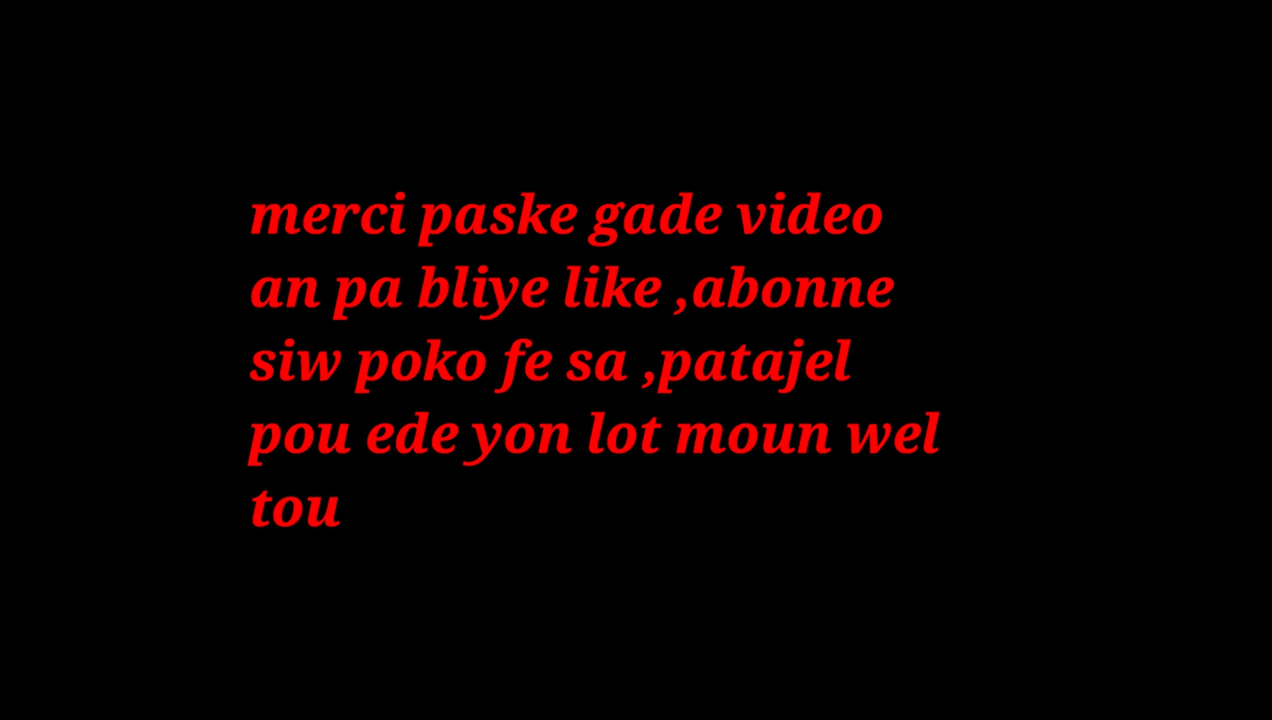 merci paske gade video
an pa bliye like ,abonne
siw poko fe sa ,patajel
pou ede yon lot moun wel
tou